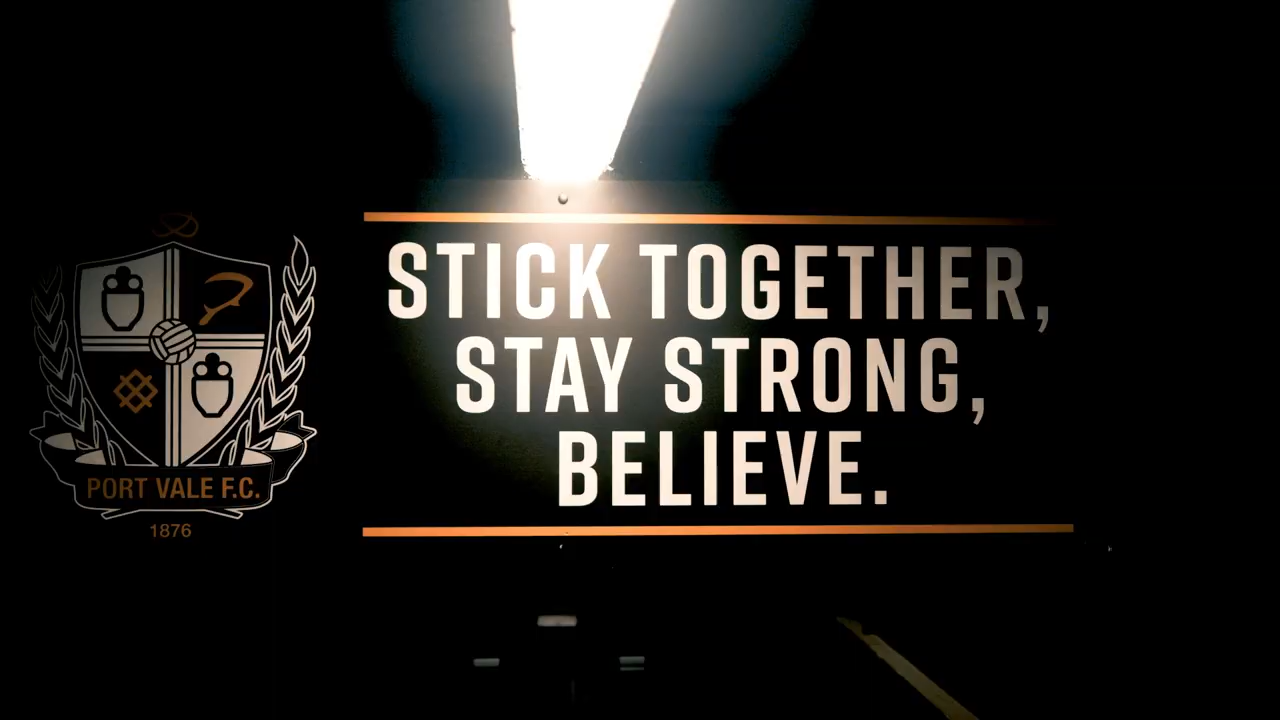 STICK TOGETHER,
STAY STRONG,
BELIEVE.
PORT VALE F.C.
1876